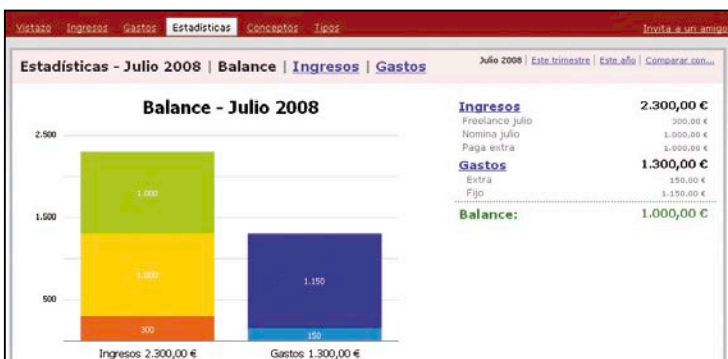 Vistazo Ingresos Gastos Estadísticas Conceptos Tipos Invita a un amigo
Estadísticas - Julio 2008 | Balance | Ingresos | Gastos
Julio 2008 | Este trimestre | Este año | Comparar con...
Balance - Julio 2008
2.500
1.500
500
1.000
1.000
300
1.150
150
Ingresos 2.300,00 €
Gastos 1.300,00 €
Ingresos 2.300,00 €
Freelance julio 300,00 €
Nomina julio 1.000,00 €
Paga extra 1.000,00 €
Gastos 1.300,00 €
Extra 150,00 €
Fijo 1.150,00 €
Balance: 1.000,00 €